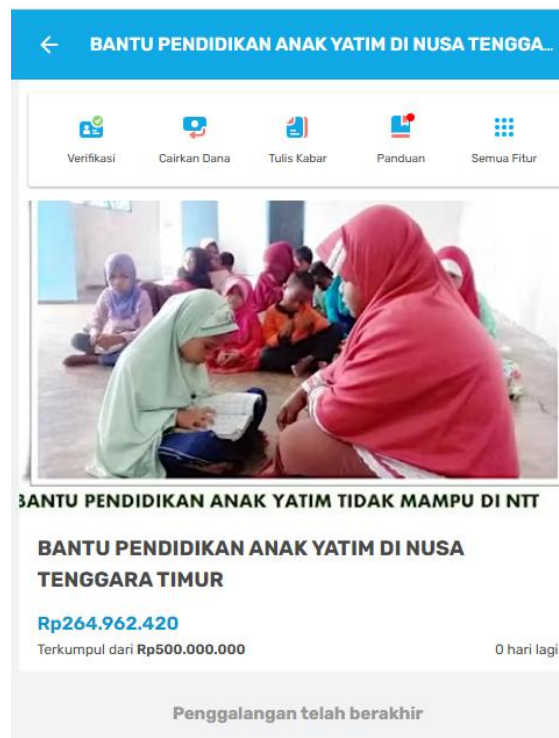 BANTU PENDIDIKAN ANAK YATIM DI NUSA TENGGA...
Verifikasi
Cairkan Dana
Tulis Kabar
Panduan
Semua Fitur
BANTU PENDIDIKAN ANAK YATIM TIDAK MAMPU DI NTT
BANTU PENDIDIKAN ANAK YATIM DI NUSA
TENGGARA TIMUR
Rp264.962.420
Terkumpul dari Rp500.000.000
0 hari lagi
Penggalangan telah berakhir